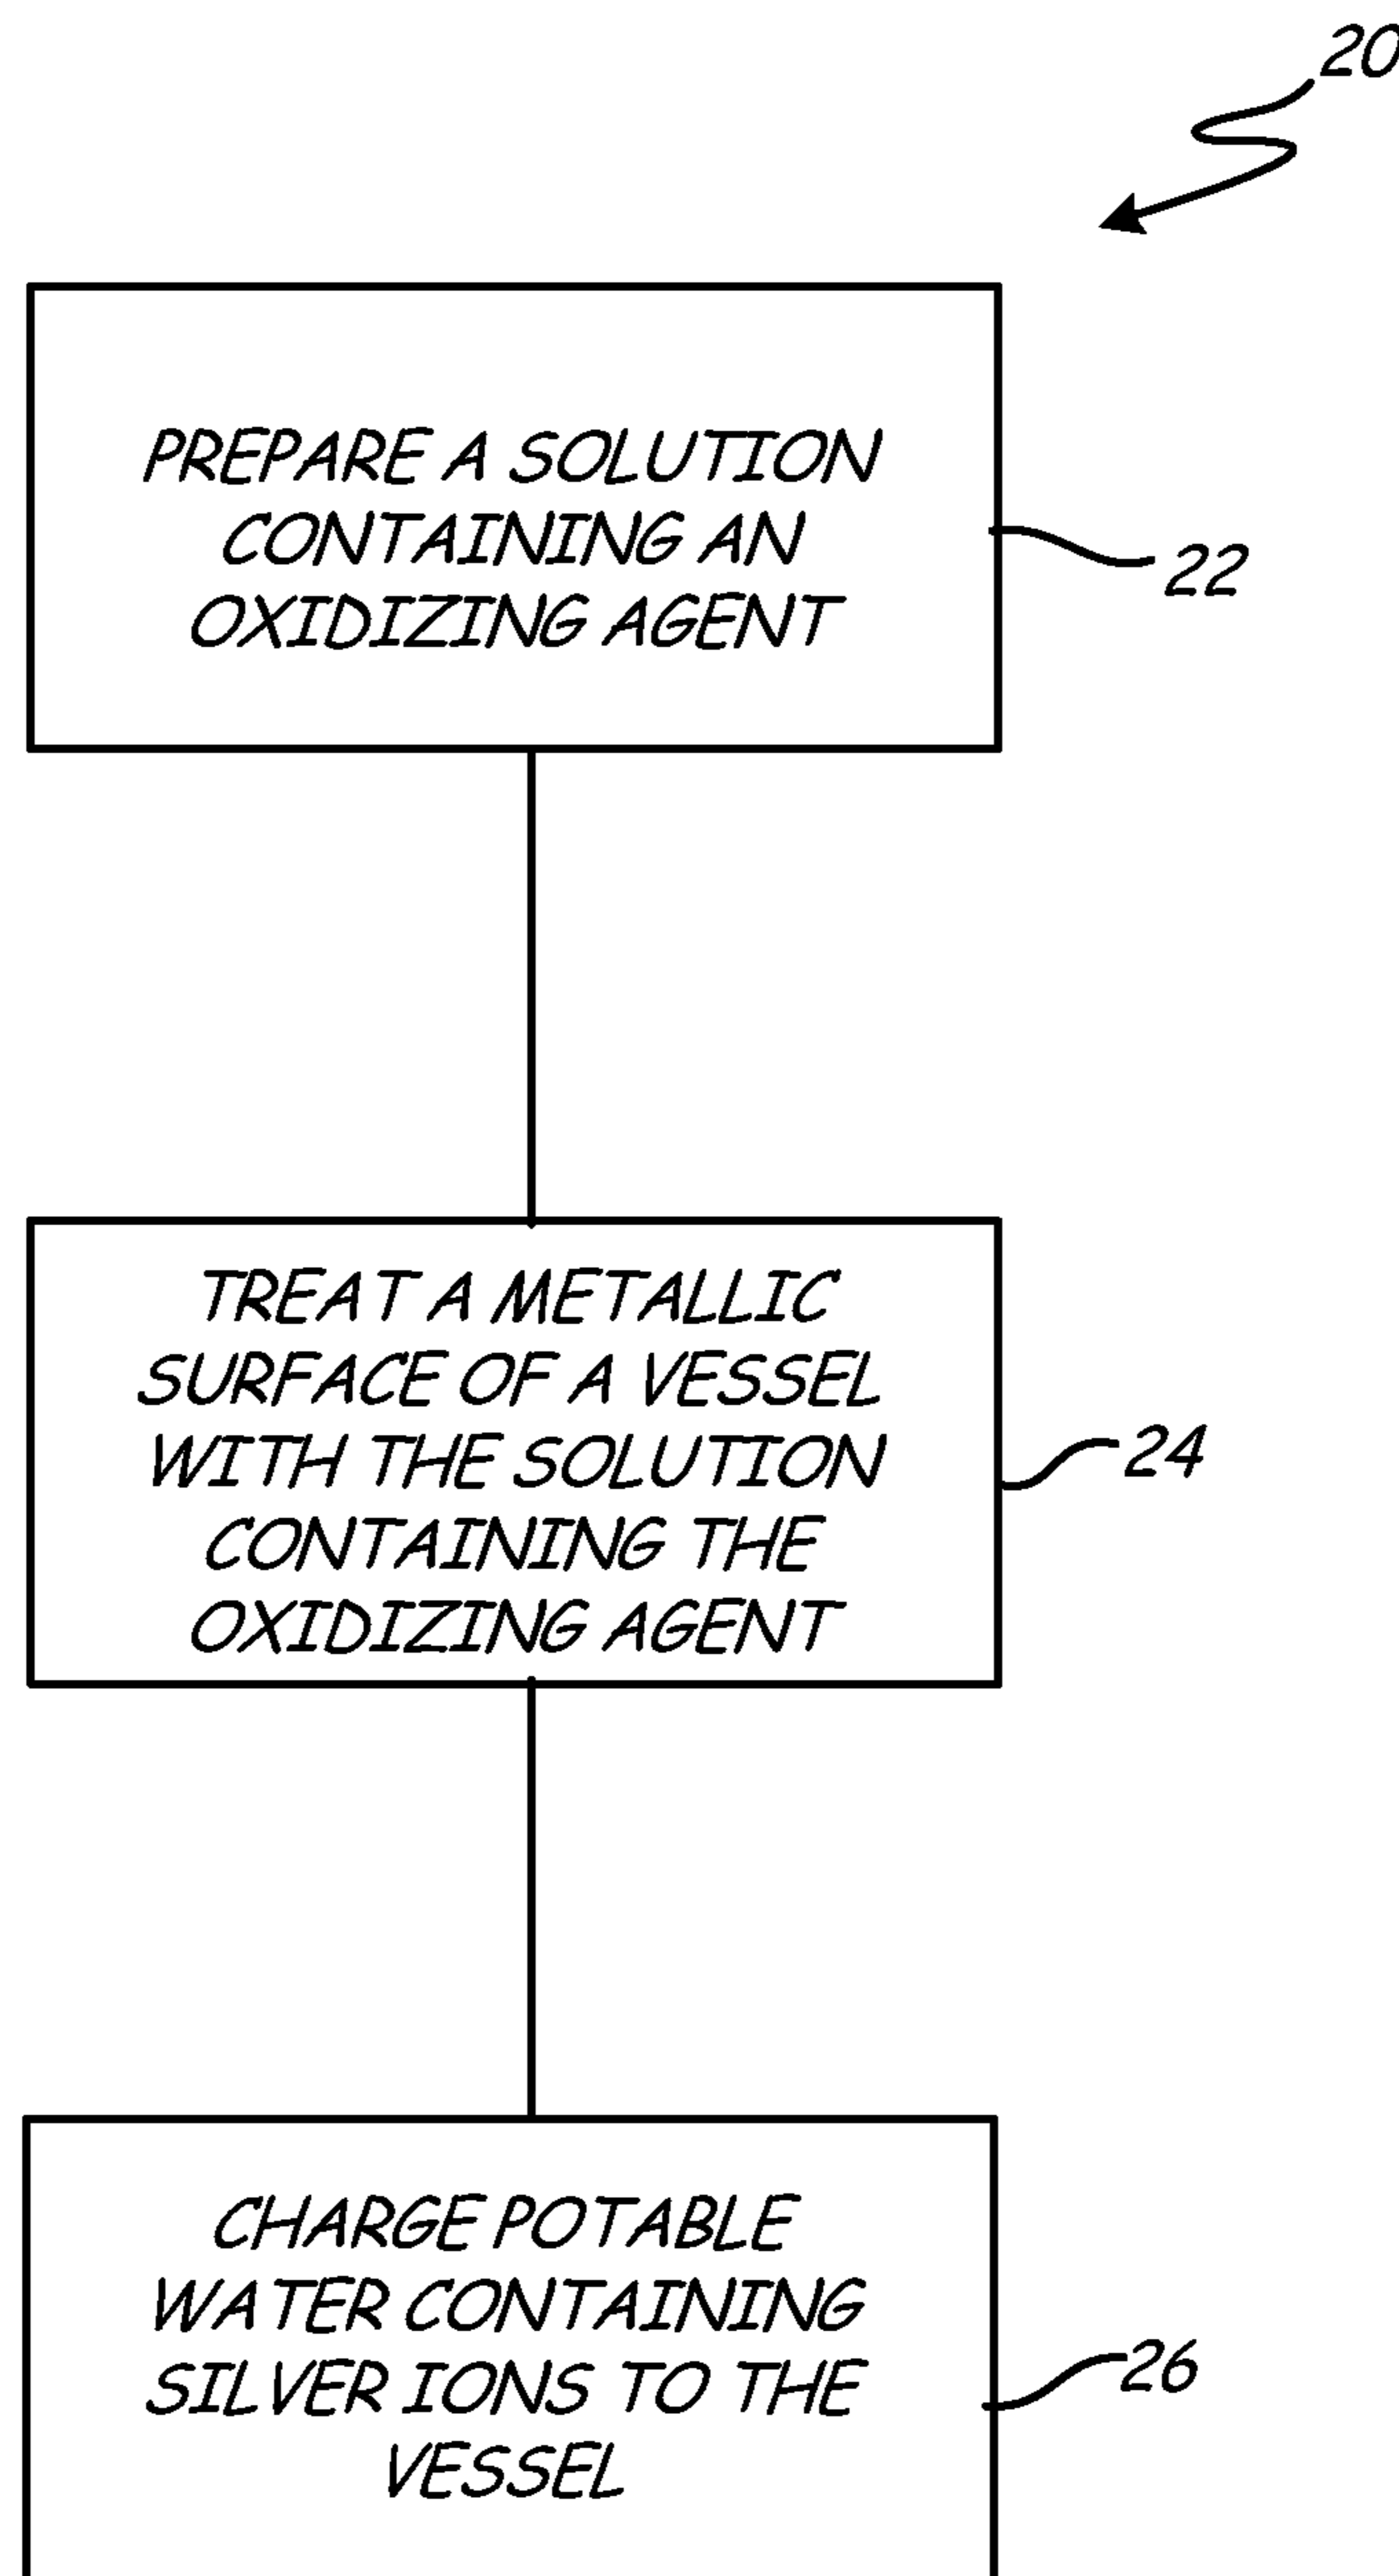 20
PREPARE A SOLUTION
CONTAINING AN
OXIDIZING AGENT
22
TREAT A METALLIC
SURFACE OF A VESSEL
WITH THE SOLUTION
CONTAINING THE
OXIDIZING AGENT
24
CHARGE POTABLE
WATER CONTAINING
SILVER IONS TO THE
VESSEL
26